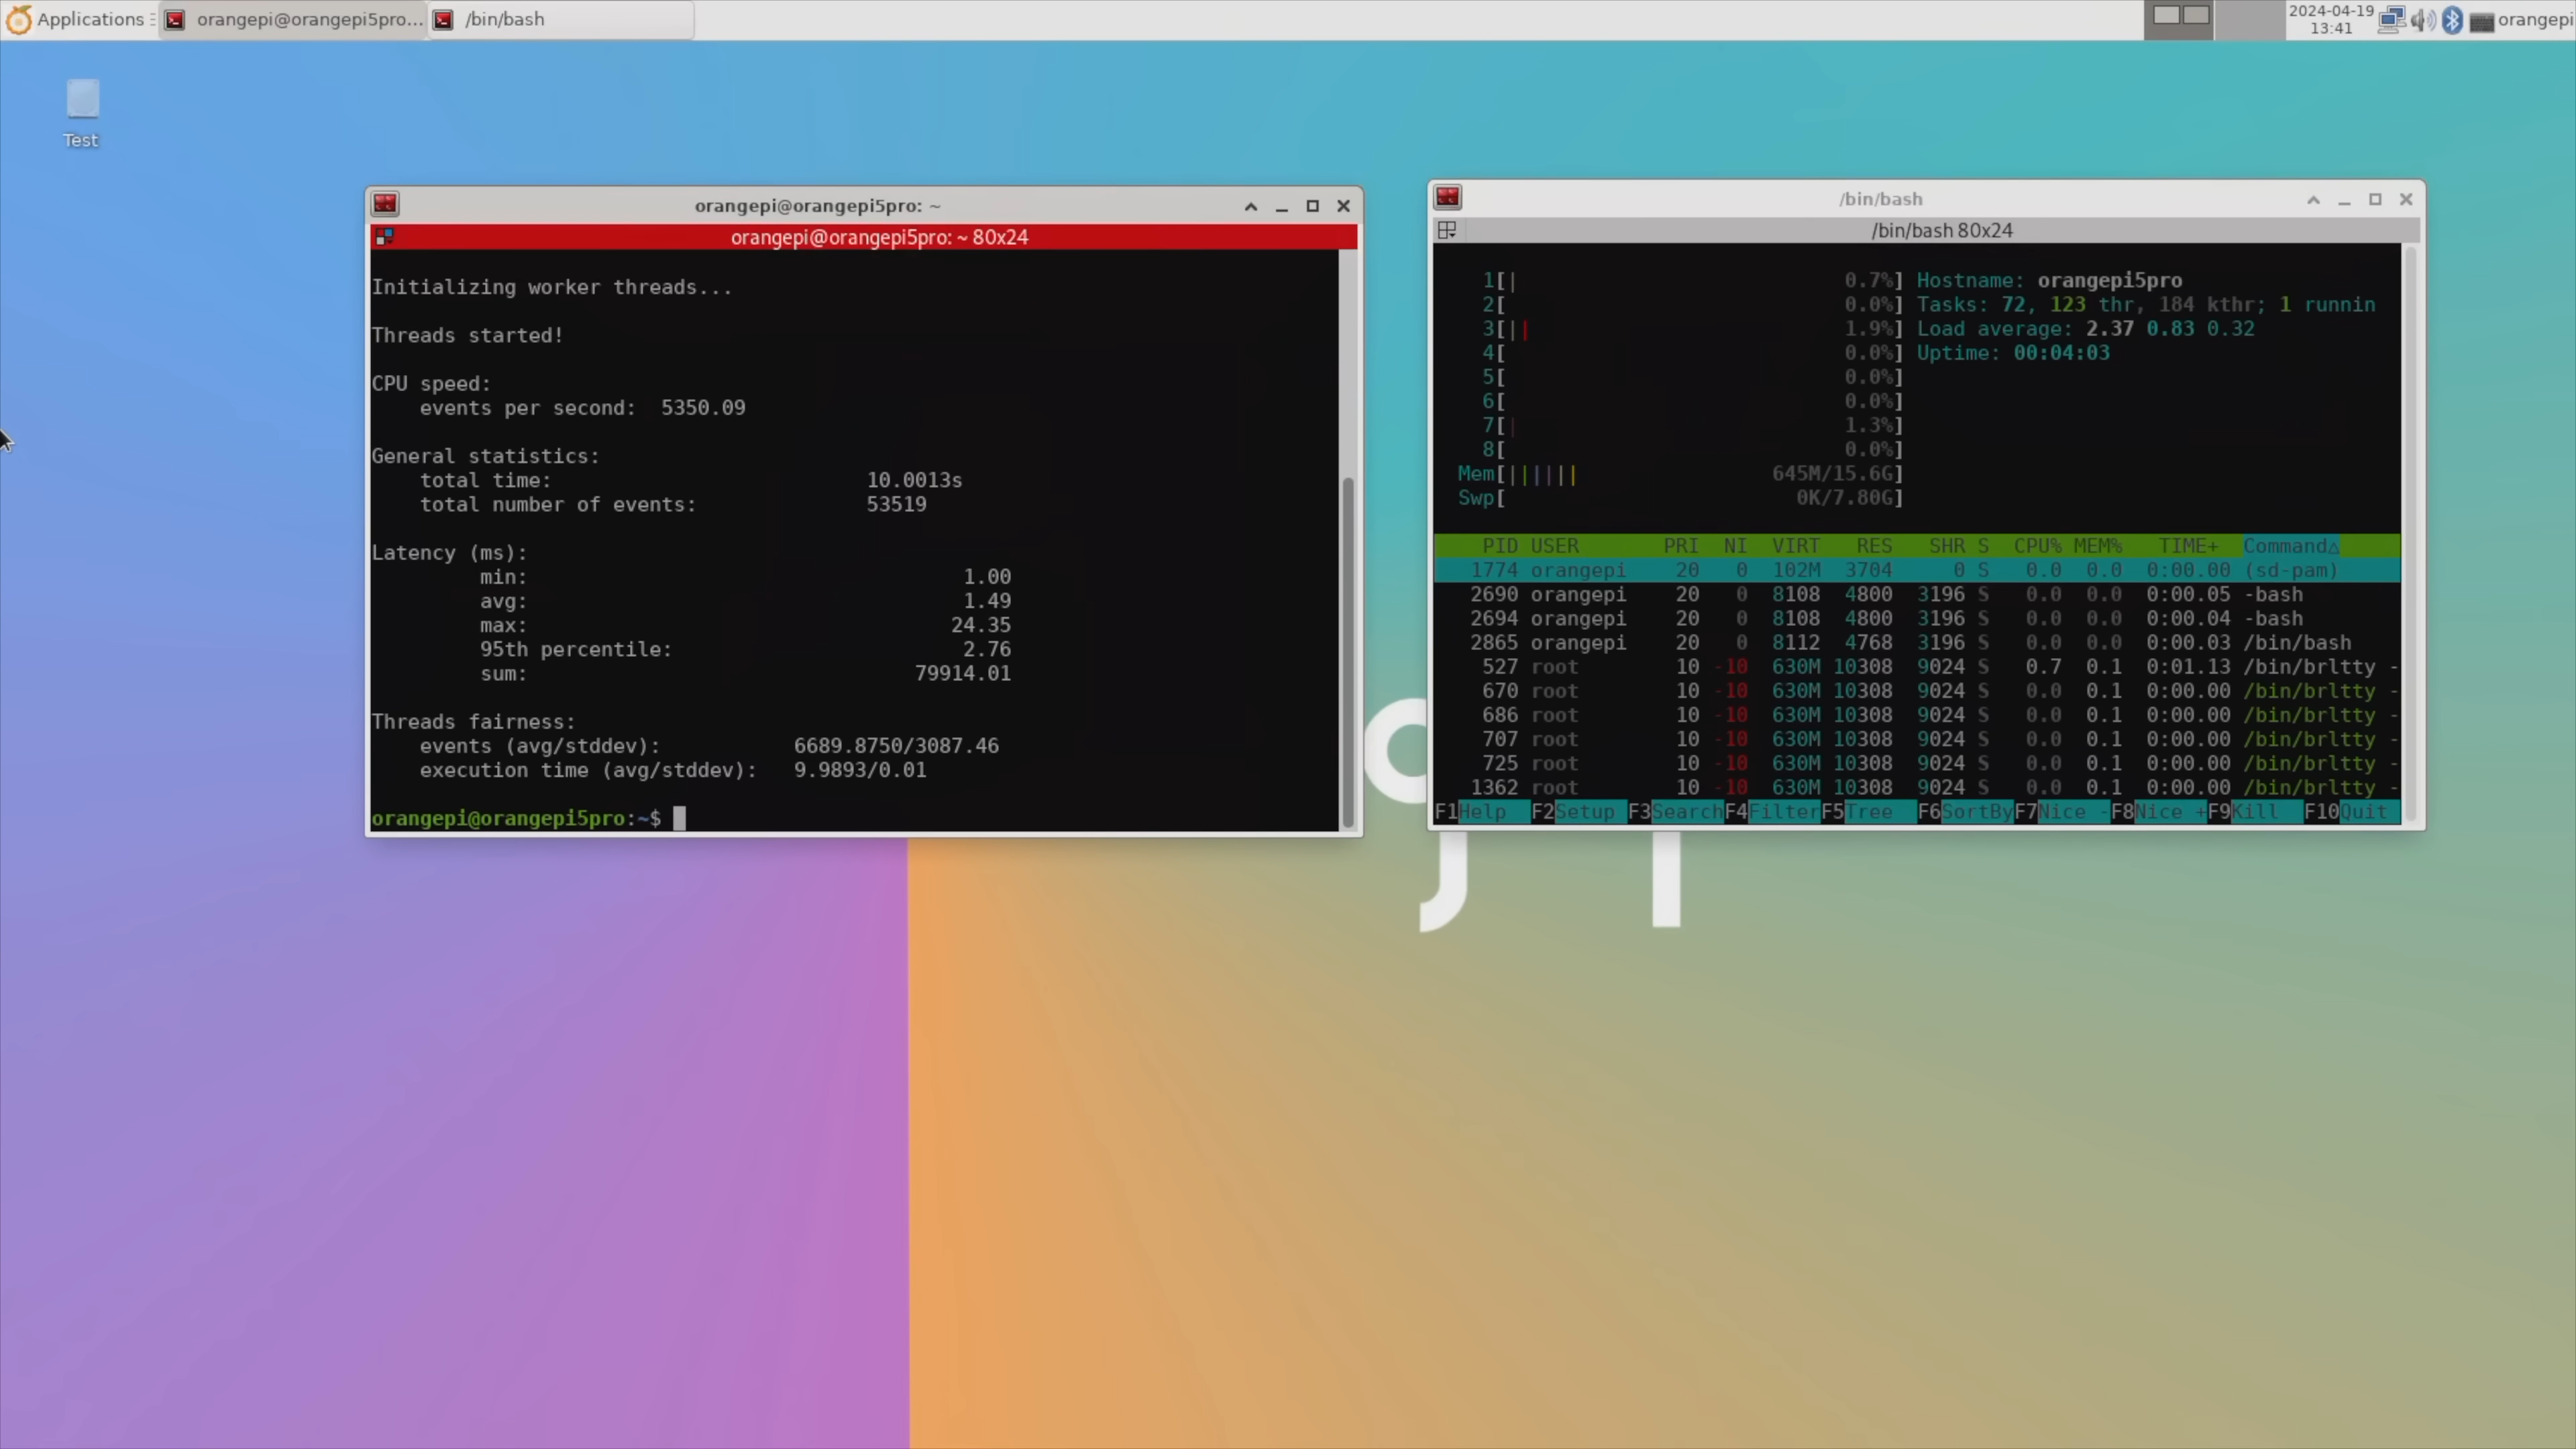 Applications orangepi@orangepi5pro... /bin/bash 2024-04-19 orangepi
13:41
Test
orangepi@orangepi5pro: ~
orangepi@orangepi5pro: ~ 80x24
Initializing worker threads...
Threads started!
CPU speed:
events per second: 5350.09
General statistics:
total time: 10.0013s
total number of events: 53519
Latency (ms):
min: 1.00
avg: 1.49
max: 24.35
95th percentile: 2.76
sum: 79914.01
Threads fairness:
events (avg/stddev): 6689.8750/3087.46
execution time (avg/stddev): 9.9893/0.01
orangepi@orangepi5pro:~$
/bin/bash
/bin/bash 80x24
1[| 0.7%] Hostname: orangepi5pro
2[ 0.0%] Tasks: 72, 123 thr, 184 kthr; 1 runnin
3[|| 1.9%] Load average: 2.37 0.83 0.32
4[ 0.0%] Uptime: 00:04:03
5[ 0.0%]
6[ 0.0%]
7[| 1.3%]
8[ 0.0%]
Mem[|||||| 645M/15.6G]
Swp[ 0K/7.80G]
PID USER PRI NI VIRT RES SHR S CPU% MEM% TIME+ Command△
1774 orangepi 20 0 102M 3704 0 S 0.0 0.0 0:00.00 (sd-pam)
2690 orangepi 20 0 8108 4800 3196 S 0.0 0.0 0:00.05 -bash
2694 orangepi 20 0 8108 4800 3196 S 0.0 0.0 0:00.04 -bash
2865 orangepi 20 0 8112 4768 3196 S 0.0 0.0 0:00.03 /bin/bash
527 root 10 -10 630M 10308 9024 S 0.7 0.1 0:01.13 /bin/brltty -
670 root 10 -10 630M 10308 9024 S 0.0 0.1 0:00.00 /bin/brltty -
686 root 10 -10 630M 10308 9024 S 0.0 0.1 0:00.00 /bin/brltty -
707 root 10 -10 630M 10308 9024 S 0.0 0.1 0:00.00 /bin/brltty -
725 root 10 -10 630M 10308 9024 S 0.0 0.1 0:00.00 /bin/brltty -
1362 root 10 -10 630M 10308 9024 S 0.0 0.1 0:00.00 /bin/brltty -
F1Help F2Setup F3SearchF4FilterF5Tree F6SortByF7Nice -F8Nice +F9Kill F10Quit